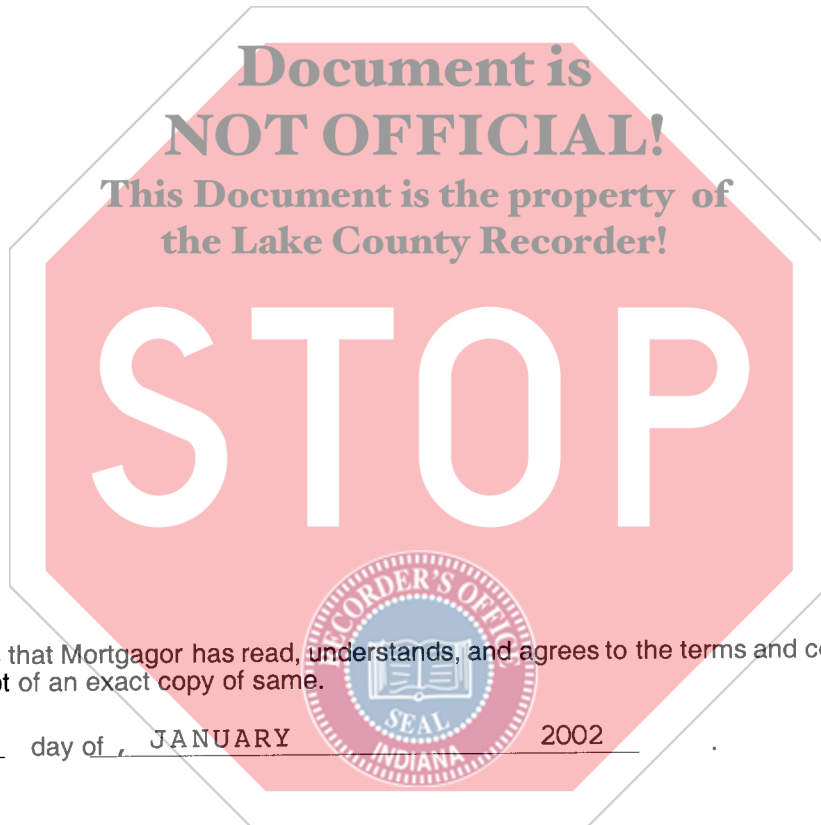 Document is
NOT OFFICIAL!
This Document is the property of
the Lake County Recorder!
STOP
RECORDER'S OFFICE
that Mortgagor has read, understands, and agrees to the terms and
of an exact copy of same.
SEAL
day of , JANUARY 2002 .
INDIANA